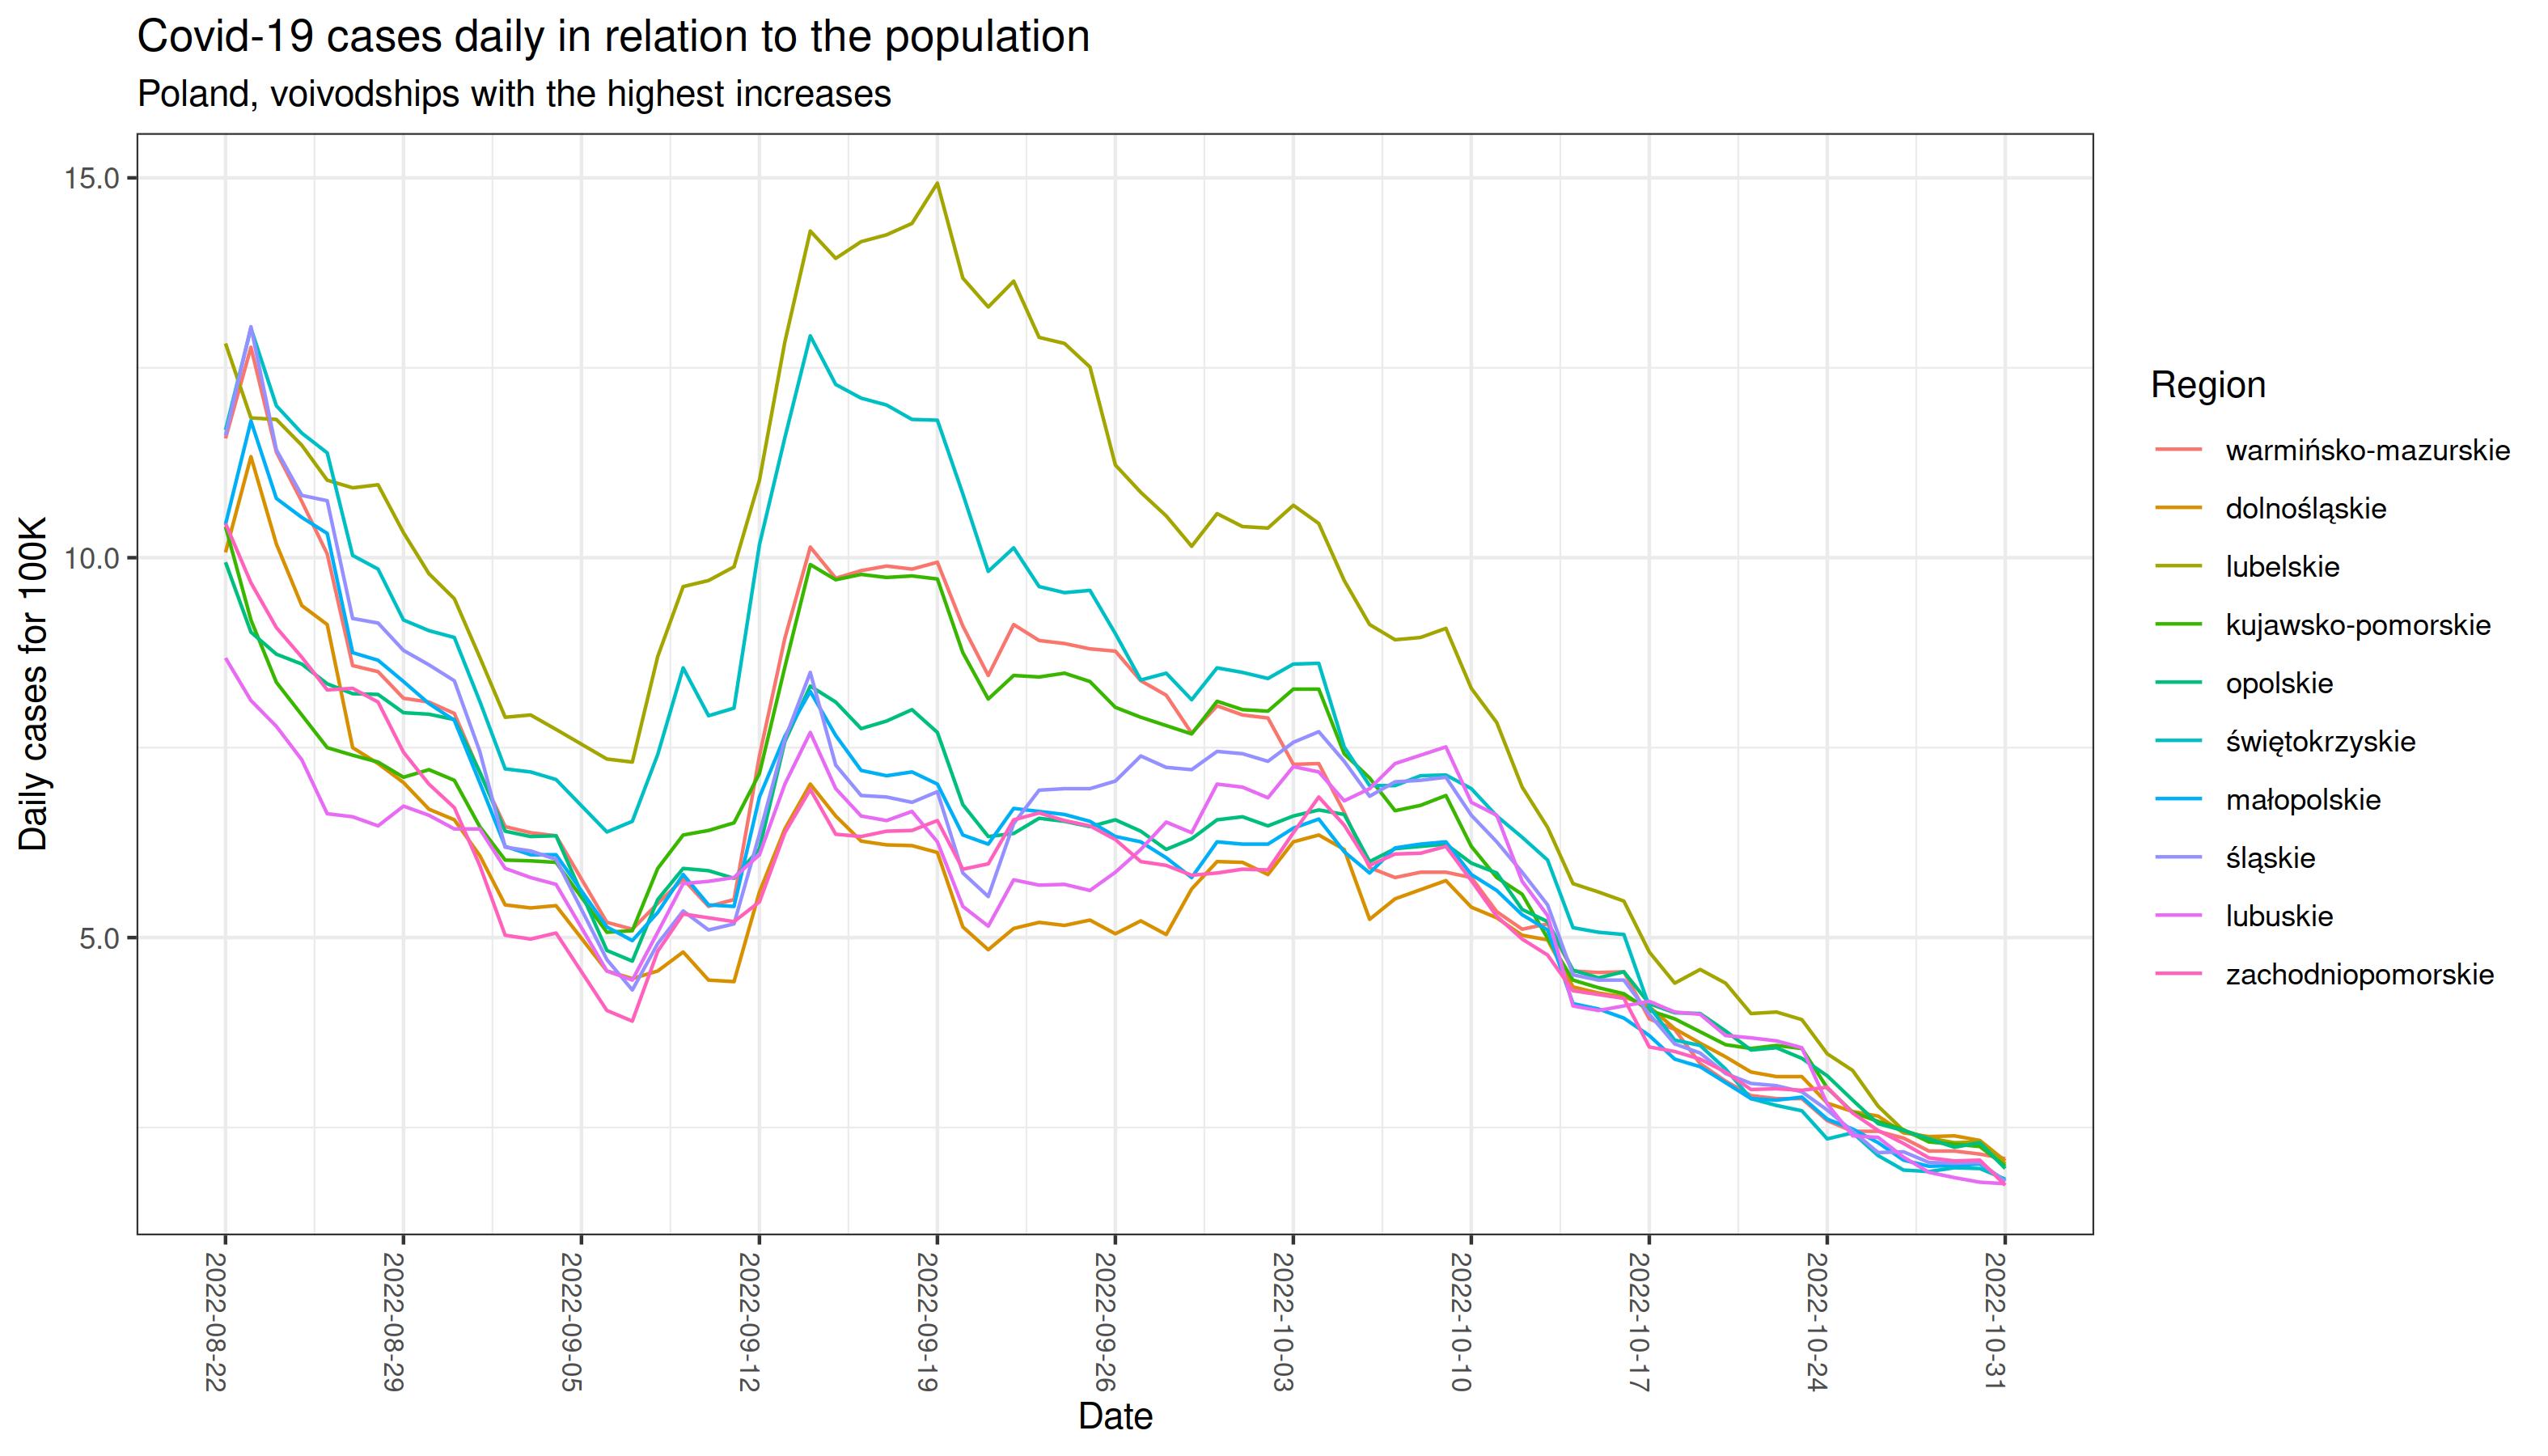 Covid-19 cases daily in relation to the population
Poland, voivodships with the highest increases
Daily cases for 100K
15.0
10.0
5.0
2022-08-22
2022-08-29
2022-09-05
2022-09-12
2022-09-19
2022-09-26
2022-10-03
2022-10-10
2022-10-17
2022-10-24
2022-10-31
Date
Region
warmińsko-mazurskie
dolnośląskie
lubelskie
kujawsko-pomorskie
opolskie
świętokrzyskie
małopolskie
śląskie
lubuskie
zachodniopomorskie